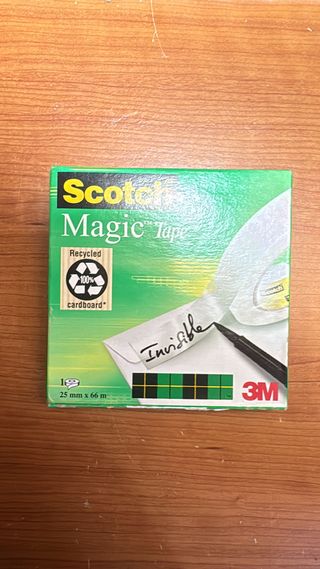 Scotch
Magic™ Tape
Recycled
100%
cardboard*
Invisible
1
25 mm x 66 m
3M